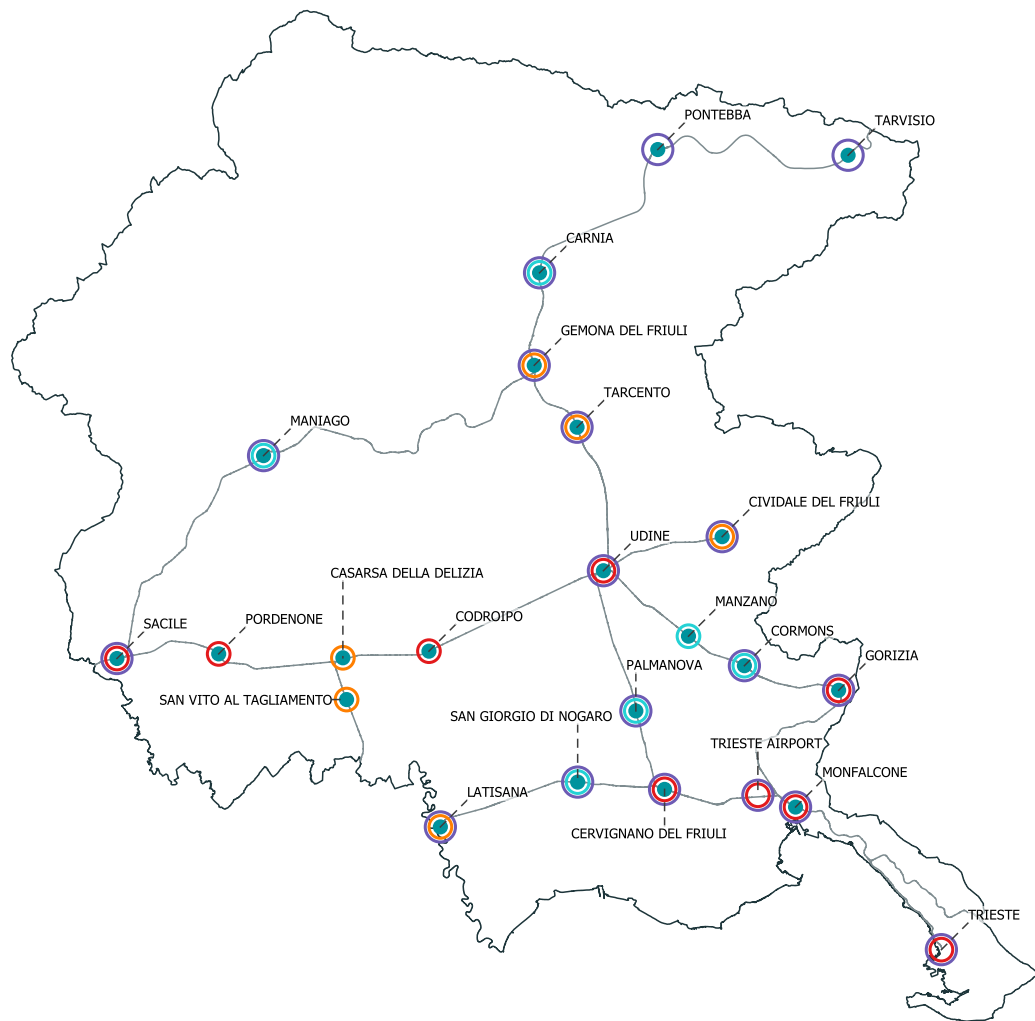 PONTEBBA
TARVISIO
CARNIA
GEMONA DEL FRIULI
TARCENTO
MANIAGO
CIVIDALE DEL FRIULI
UDINE
CASARSA DELLA DELIZIA
MANZANO
CODROIPO
PORDENONE
SACILE
CORMONS
GORIZIA
PALMANOVA
SAN VITO AL TAGLIAMENTO
SAN GIORGIO DI NOGARO
TRIESTE AIRPORT
MONFALCONE
LATISANA
CERVIGNANO DEL FRIULI
TRIESTE